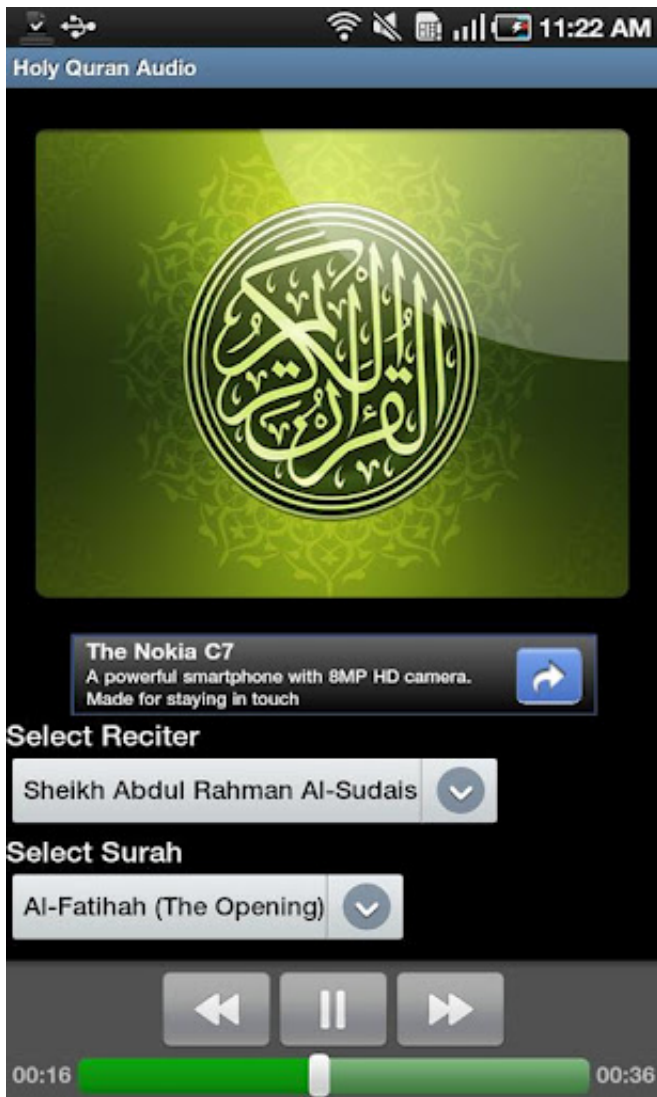 11:22 AM
Holy Quran Audio
القرآن الكريم
The Nokia C7
A powerful smartphone with 8MP HD camera.
Made for staying in touch
Select Reciter
Sheikh Abdul Rahman Al-Sudais
Select Surah
Al-Fatihah (The Opening)
00:16
00:36